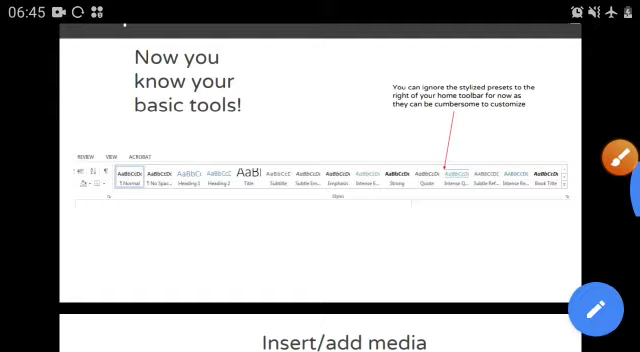 06:45
Now you
know your
basic tools!
You can ignore the stylized presets to the
right of your home toolbar for now as
they can be cumbersome to customize
REVIEW VIEW ACROBAT
AaBbCcDc AaBbCcDc AaBbCc AaBbCcC AaBl AaBbCcC AaBbCcDc AaBbCcDc AaBbCcDc AaBbCcDc AaBbCcDc AaBbCcDc AABBCCDC AABBCCDC AaBbCcDc
¶ Normal ¶ No Spac... Heading 1 Heading 2 Title Subtitle Subtle Em... Emphasis Intense E... Strong Quote Intense Q... Subtle Ref... Intense Re... Book Title
Styles
Insert/add media